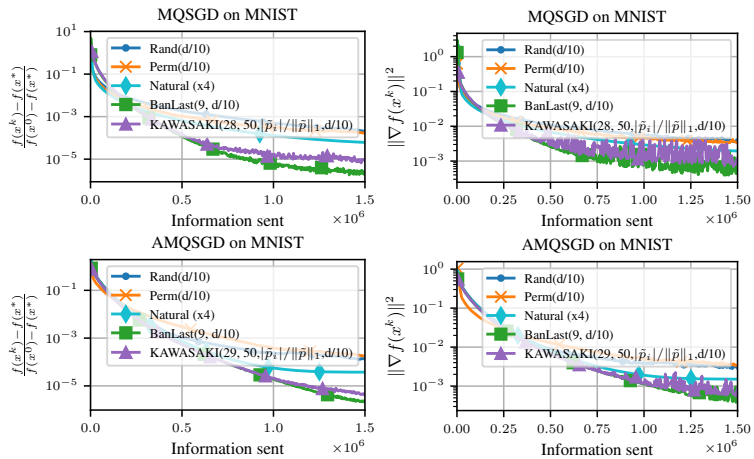 MQSGD on MNIST
f(x^k)−f(x*)
f(x^0)−f(x*)
10^1
10^−1
10^−3
10^−5
Rand(d/10)
Perm(d/10)
Natural (x4)
BanLast(9, d/10)
KAWASAKI(28, 50,|p̃_i|/||p̃||_1,d/10)
0.0 0.5 1.0 1.5
Information sent ×10^6
MQSGD on MNIST
||∇f(x^k)||^2
10^0
10^−1
10^−2
10^−3
Rand(d/10)
Perm(d/10)
Natural (x4)
BanLast(9, d/10)
KAWASAKI(28, 50,|p̃_i|/||p̃||_1,d/10)
0.00 0.25 0.50 0.75 1.00 1.25 1.50
Information sent ×10^6
AMQSGD on MNIST
f(x^k)−f(x*)
f(x^0)−f(x*)
10^−1
10^−3
10^−5
Rand(d/10)
Perm(d/10)
Natural (x4)
BanLast(9, d/10)
KAWASAKI(29, 50,|p̃_i|/||p̃||_1,d/10)
0.0 0.5 1.0 1.5
Information sent ×10^6
AMQSGD on MNIST
||∇f(x^k)||^2
10^0
10^−1
10^−2
10^−3
Rand(d/10)
Perm(d/10)
Natural (x4)
BanLast(9, d/10)
KAWASAKI(29, 50,|p̃_i|/||p̃||_1,d/10)
0.00 0.25 0.50 0.75 1.00 1.25 1.50
Information sent ×10^6